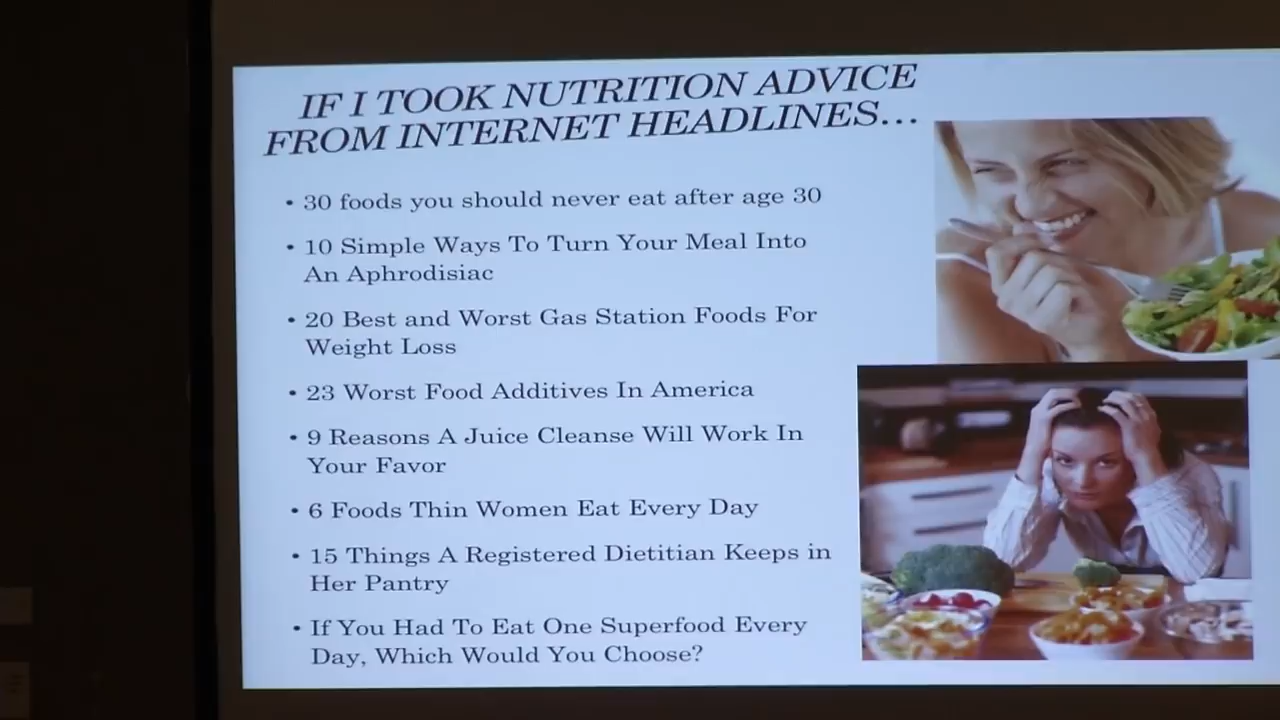 IF I TOOK NUTRITION ADVICE
FROM INTERNET HEADLINES...
• 30 foods you should never eat after age 30
• 10 Simple Ways To Turn Your Meal Into
An Aphrodisiac
• 20 Best and Worst Gas Station Foods For
Weight Loss
• 23 Worst Food Additives In America
• 9 Reasons A Juice Cleanse Will Work In
Your Favor
• 6 Foods Thin Women Eat Every Day
• 15 Things A Registered Dietitian Keeps in
Her Pantry
• If You Had To Eat One Superfood Every
Day, Which Would You Choose?